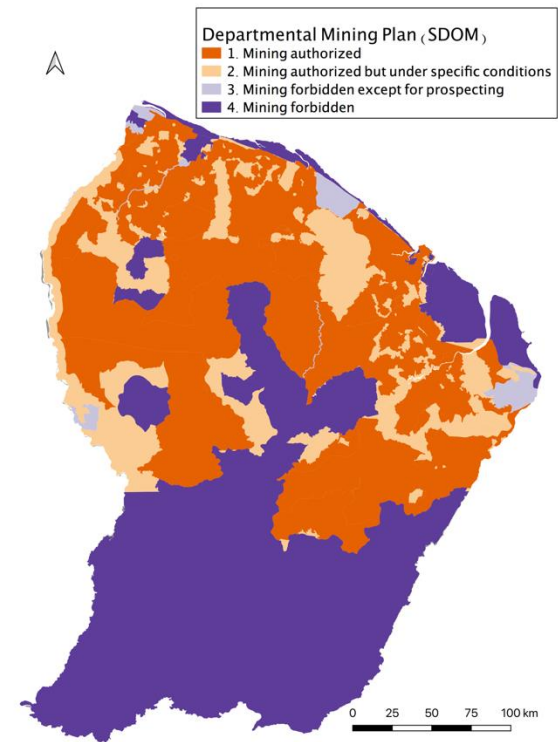 Departmental Mining Plan (SDOM)
1. Mining authorized
2. Mining authorized but under specific conditions
3. Mining forbidden except for prospecting
4. Mining forbidden
0 25 50 75 100 km